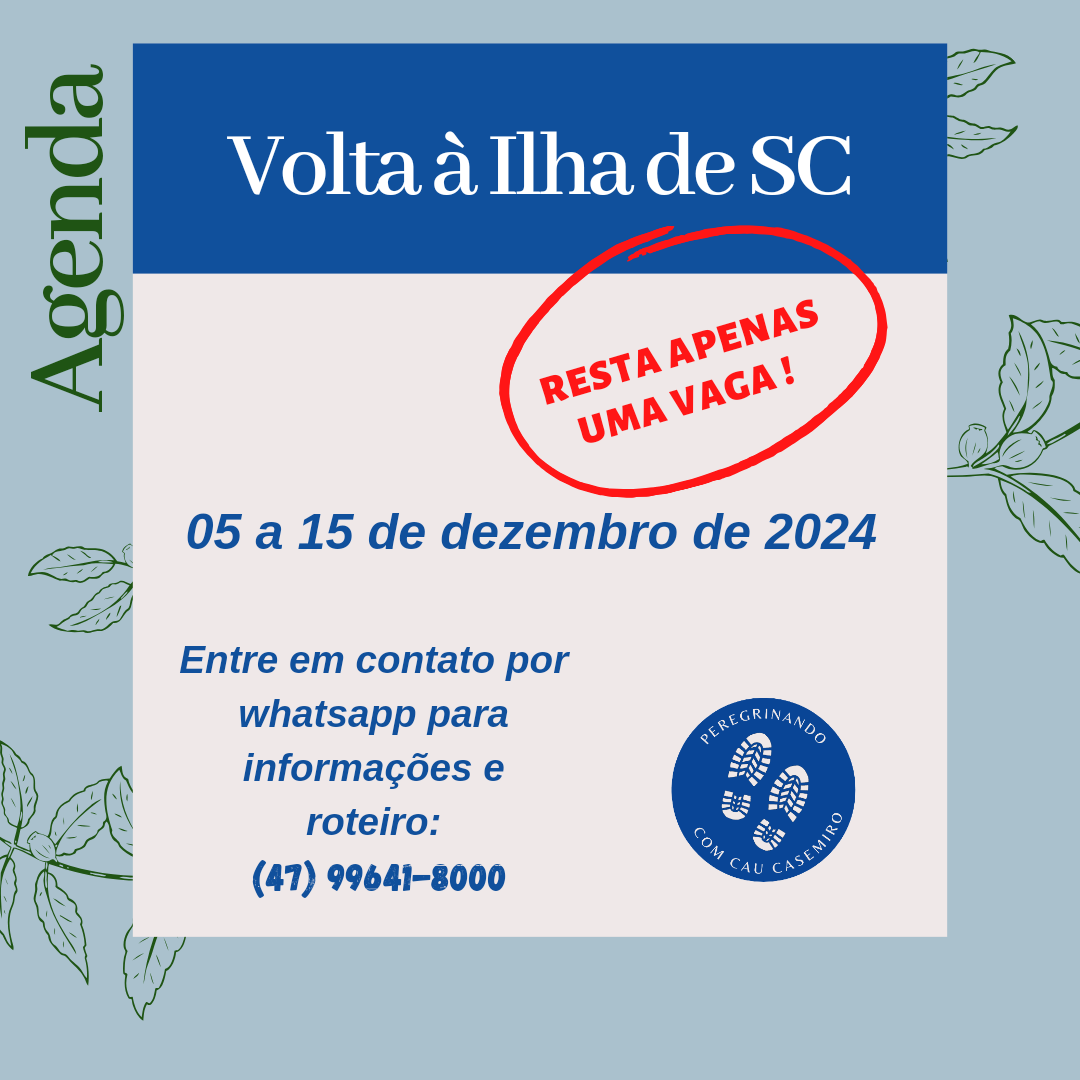 Agenda
Volta à Ilha de SC
RESTA APENAS
UMA VAGA !
05 a 15 de dezembro de 2024
Entre em contato por
whatsapp para
informações e
roteiro:
(47) 99641-8000
PEREGRINANDO
COM CAU CASEMIRO